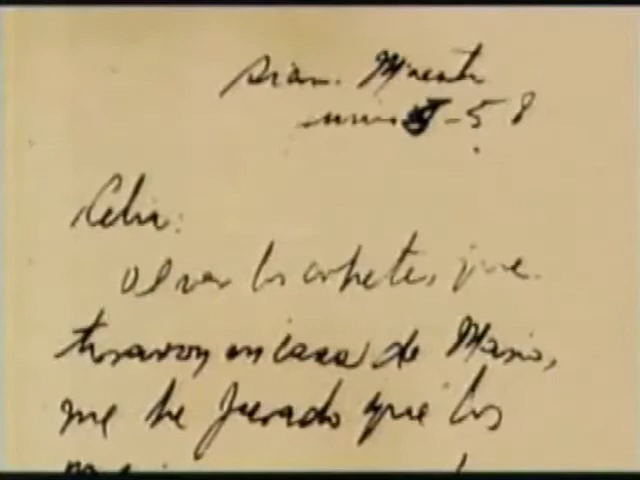 Sierra Maestra
Junio 5-58
Celia:
Al ver los cohetes que
tiraron en casa de Mario,
me he jurado que los